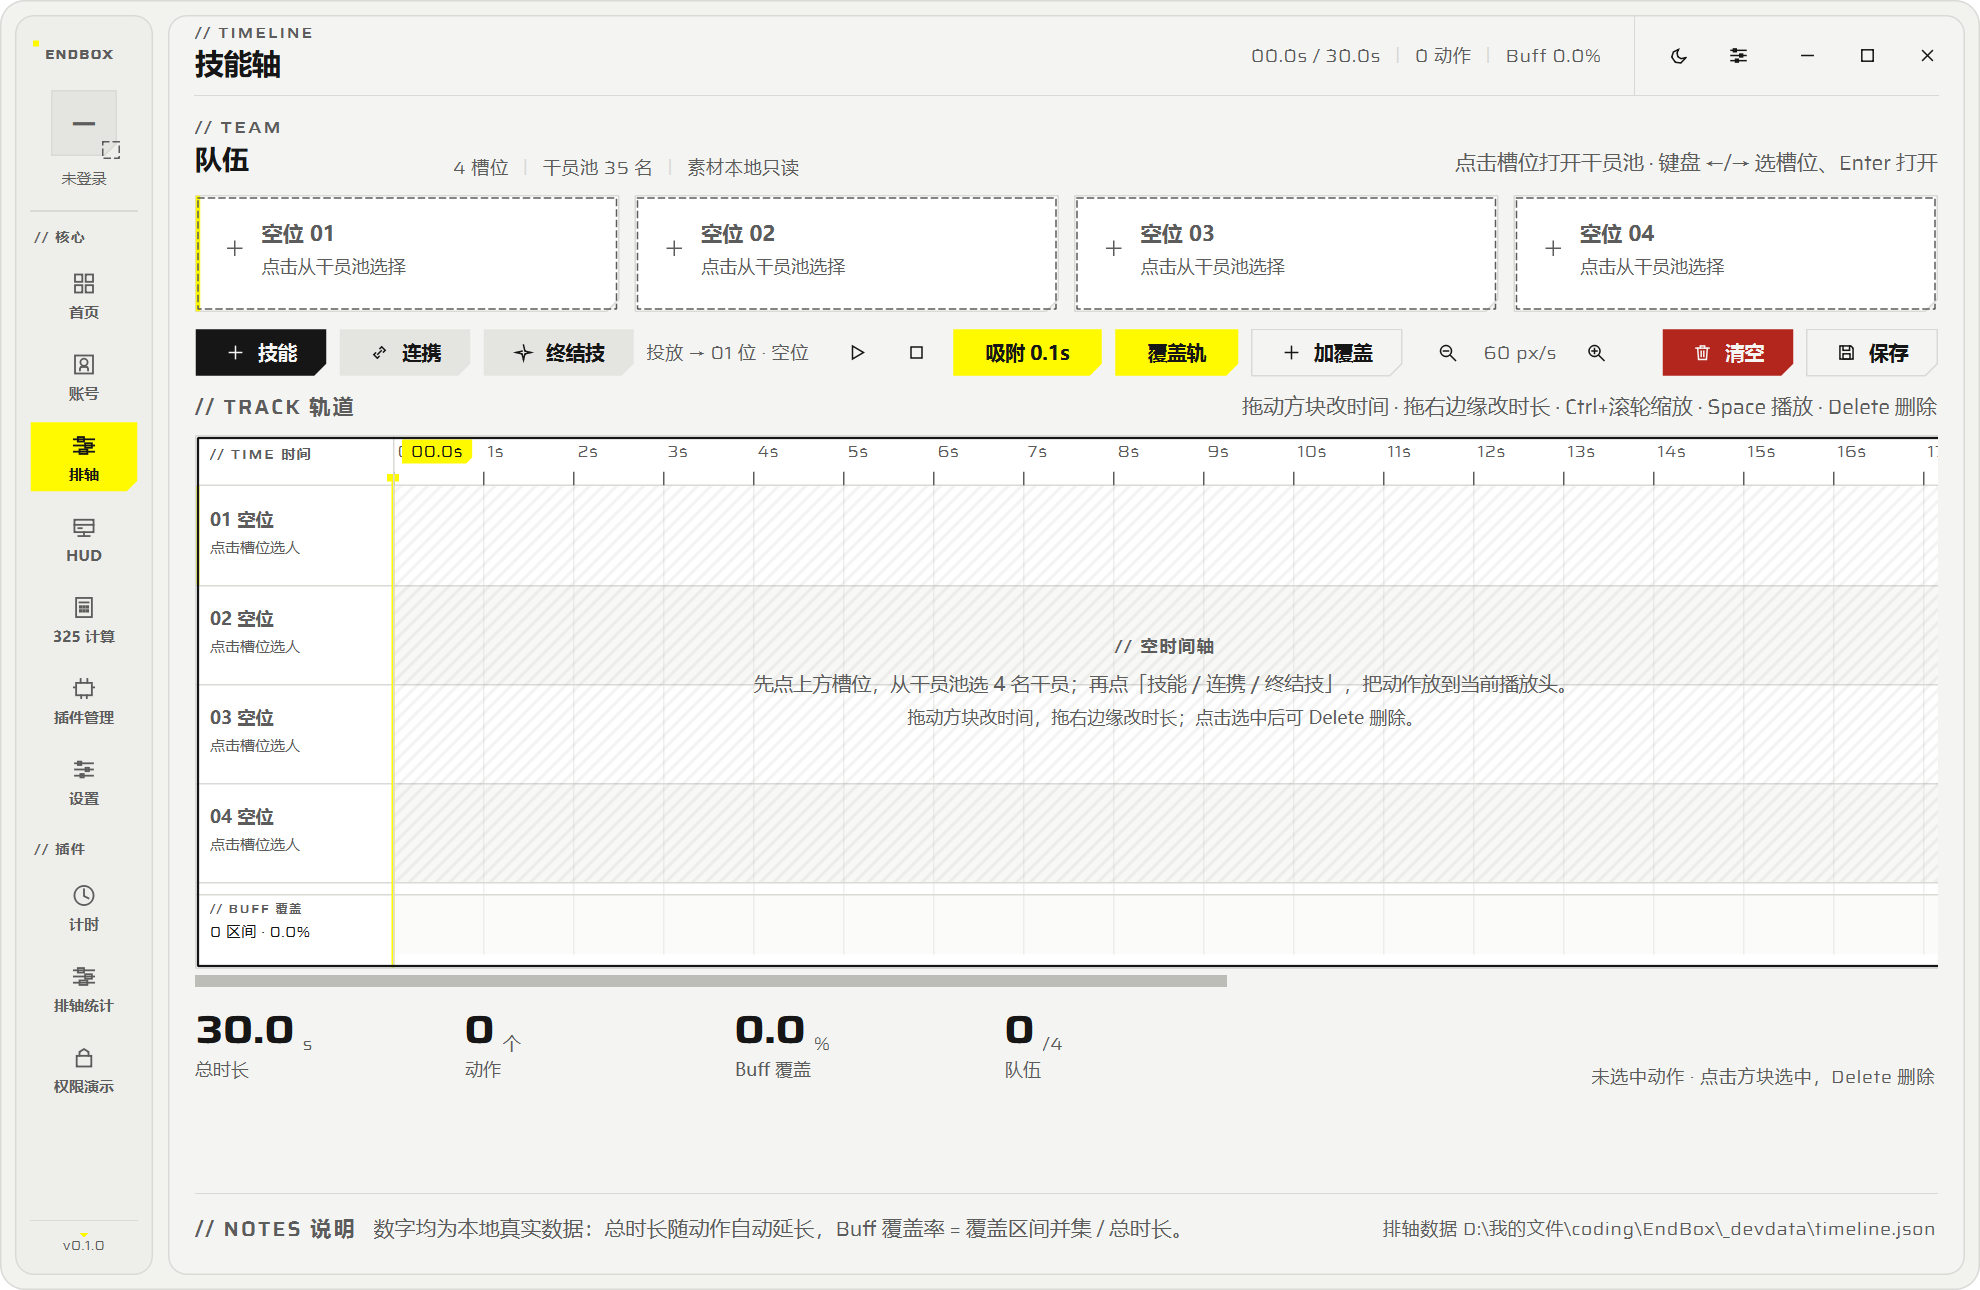 ENDBOX
未登录
// 核心
首页
账号
排轴
HUD
325 计算
插件管理
设置
// 插件
计时
排轴统计
权限演示
v0.1.0
// TIMELINE
技能轴
00.0s / 30.0s
0 动作
Buff 0.0%
// TEAM
队伍
4 槽位
干员池 35 名
素材本地只读
点击槽位打开干员池 · 键盘 ←/→ 选槽位、Enter 打开
空位 01
点击从干员池选择
空位 02
点击从干员池选择
空位 03
点击从干员池选择
空位 04
点击从干员池选择
技能
连携
终结技
投放 → 01 位 · 空位
吸附 0.1s
覆盖轨
加覆盖
60 px/s
清空
保存
// TRACK 轨道
拖动方块改时间 · 拖右边缘改时长 · Ctrl+滚轮缩放 · Space 播放 · Delete 删除
// TIME 时间
00.0s
1s
2s
3s
4s
5s
6s
7s
8s
9s
10s
11s
12s
13s
14s
15s
16s
01 空位
点击槽位选人
02 空位
点击槽位选人
03 空位
点击槽位选人
04 空位
点击槽位选人
// 空时间轴
先点上方槽位，从干员池选 4 名干员；再点「技能 / 连携 / 终结技」，把动作放到当前播放头。
拖动方块改时间，拖右边缘改时长；点击选中后可 Delete 删除。
// BUFF 覆盖
0 区间 · 0.0%
30.0 s
总时长
0 个
动作
0.0 %
Buff 覆盖
0 /4
队伍
未选中动作 · 点击方块选中，Delete 删除
// NOTES 说明
数字均为本地真实数据：总时长随动作自动延长，Buff 覆盖率 = 覆盖区间并集 / 总时长。
排轴数据 D:\我的文件\coding\EndBox\_devdata\timeline.json